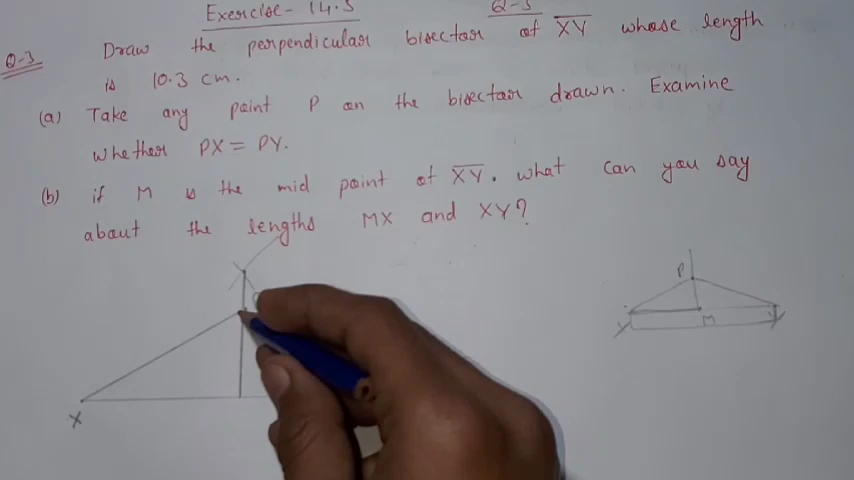 Exercise - 14.5 Q-3
Q-3 Draw the perpendicular bisector of XY whose length
is 10.3 cm.
(a) Take any point P on the bisector drawn. Examine
whether PX = PY.
(b) if M is the mid point of XY. what can you say
about the lengths MX and XY?
P
M
X